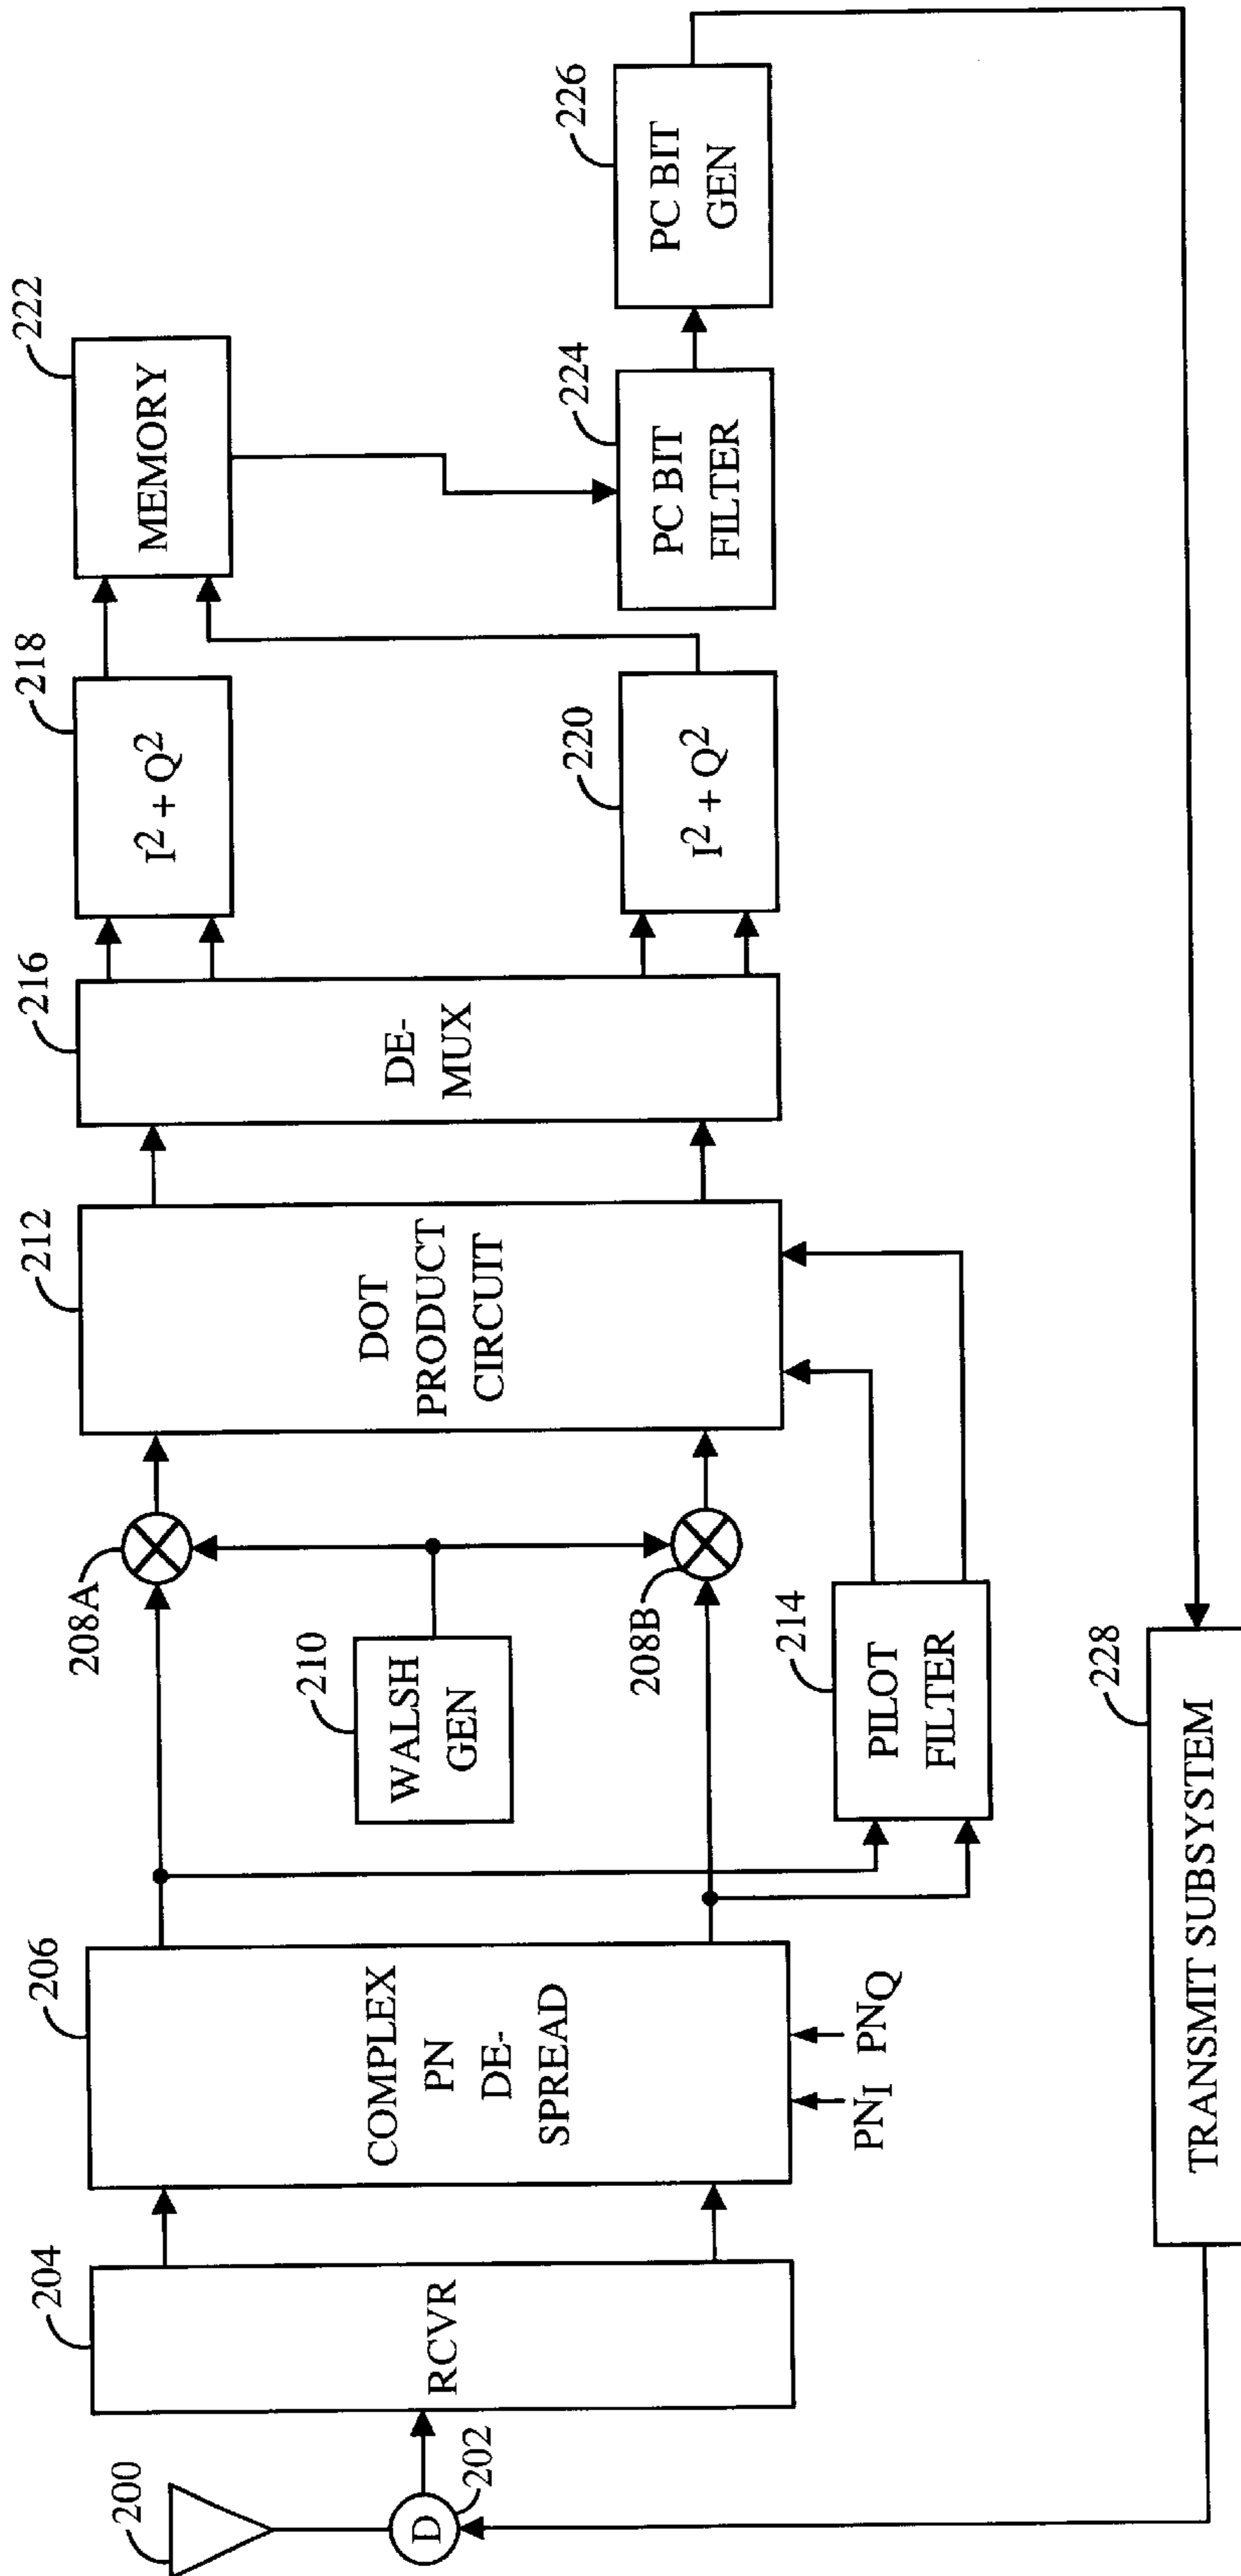 200
D
202
204
RCVR
206
COMPLEX
PN
DE-
SPREAD
PN_I PN_Q
208A
210
WALSH
GEN
208B
214
PILOT
FILTER
212
DOT
PRODUCT
CIRCUIT
216
DE-
MUX
218
I² + Q²
220
I² + Q²
222
MEMORY
224
PC BIT
FILTER
226
PC BIT
GEN
228
TRANSMIT SUBSYSTEM